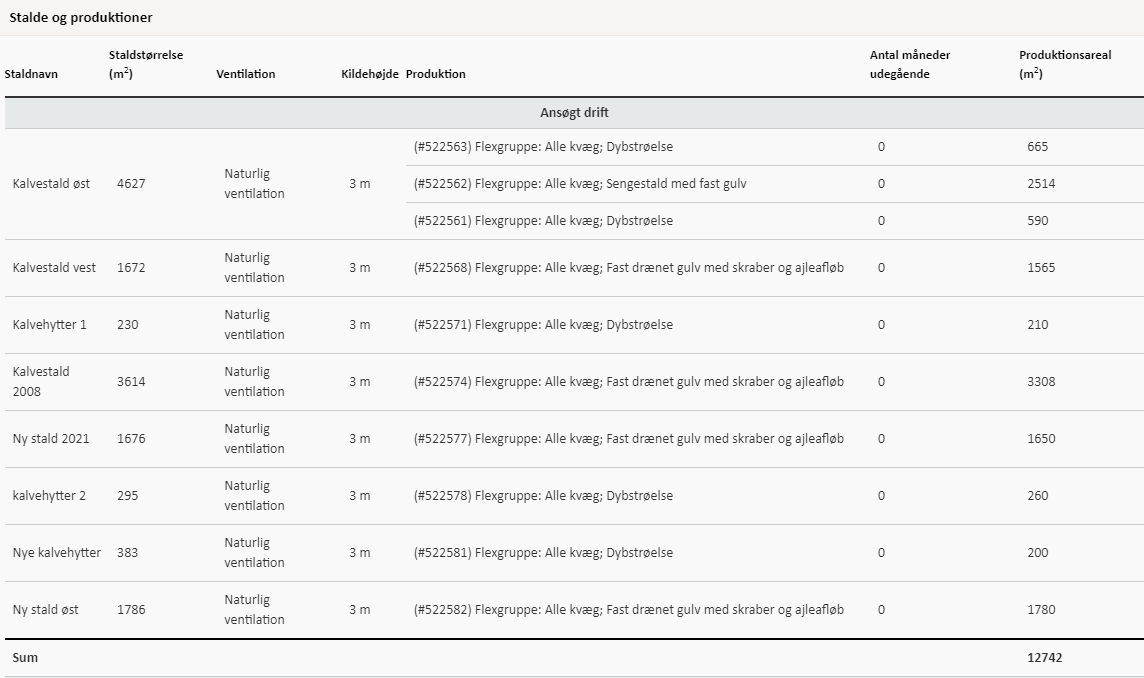 Stalde og produktioner
Staldnavn Staldstørrelse (m²) Ventilation Kildehøjde Produktion Antal måneder udegående Produktionsareal (m²)
Ansøgt drift
Kalvestald øst 4627 Naturlig ventilation 3 m (#522563) Flexgruppe: Alle kvæg; Dybstrøelse 0 665
(#522562) Flexgruppe: Alle kvæg; Sengestald med fast gulv 0 2514
(#522561) Flexgruppe: Alle kvæg; Dybstrøelse 0 590
Kalvestald vest 1672 Naturlig ventilation 3 m (#522568) Flexgruppe: Alle kvæg; Fast drænet gulv med skraber og ajleafløb 0 1565
Kalvehytter 1 230 Naturlig ventilation 3 m (#522571) Flexgruppe: Alle kvæg; Dybstrøelse 0 210
Kalvestald 2008 3614 Naturlig ventilation 3 m (#522574) Flexgruppe: Alle kvæg; Fast drænet gulv med skraber og ajleafløb 0 3308
Ny stald 2021 1676 Naturlig ventilation 3 m (#522577) Flexgruppe: Alle kvæg; Fast drænet gulv med skraber og ajleafløb 0 1650
kalvehytter 2 295 Naturlig ventilation 3 m (#522578) Flexgruppe: Alle kvæg; Dybstrøelse 0 260
Nye kalvehytter 383 Naturlig ventilation 3 m (#522581) Flexgruppe: Alle kvæg; Dybstrøelse 0 200
Ny stald øst 1786 Naturlig ventilation 3 m (#522582) Flexgruppe: Alle kvæg; Fast drænet gulv med skraber og ajleafløb 0 1780
Sum 12742